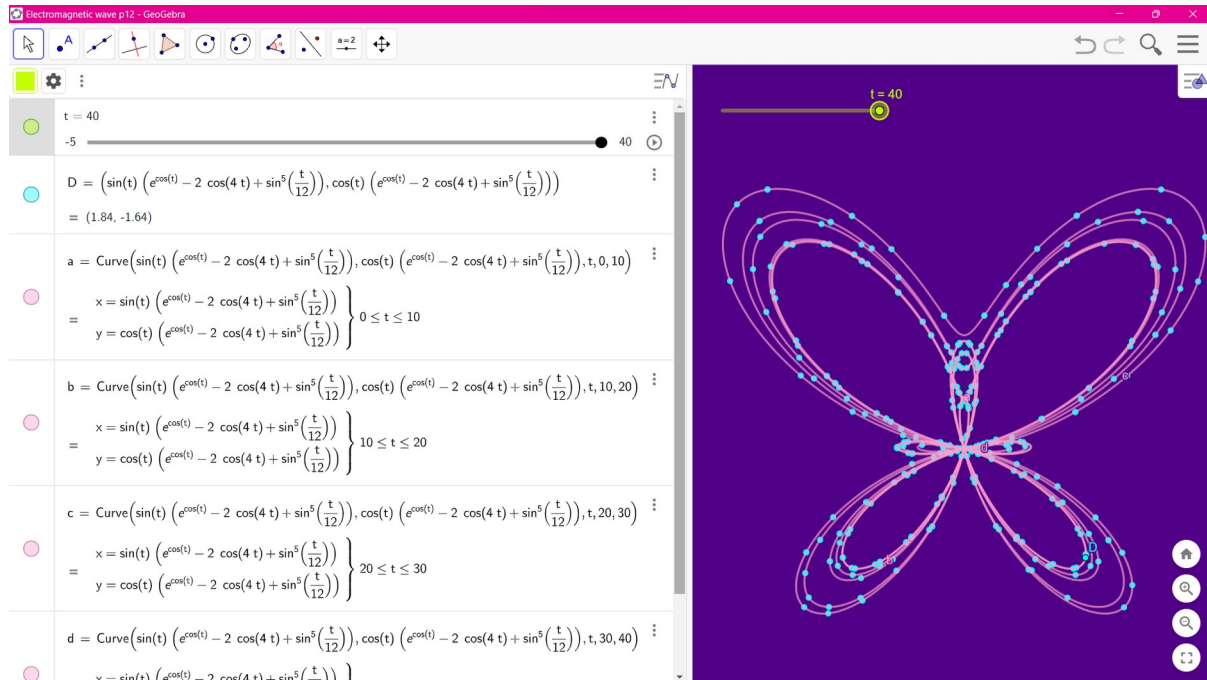 Electromagnetic wave p12 - GeoGebra
A
a=2
t = 40
-5
40
D = (sin(t) (e^cos(t) − 2 cos(4 t) + sin^5(t/12)), cos(t) (e^cos(t) − 2 cos(4 t) + sin^5(t/12)))
= (1.84, -1.64)
a = Curve(sin(t) (e^cos(t) − 2 cos(4 t) + sin^5(t/12)), cos(t) (e^cos(t) − 2 cos(4 t) + sin^5(t/12)), t, 0, 10)
x = sin(t) (e^cos(t) − 2 cos(4 t) + sin^5(t/12))
= } 0 ≤ t ≤ 10
y = cos(t) (e^cos(t) − 2 cos(4 t) + sin^5(t/12))
b = Curve(sin(t) (e^cos(t) − 2 cos(4 t) + sin^5(t/12)), cos(t) (e^cos(t) − 2 cos(4 t) + sin^5(t/12)), t, 10, 20)
x = sin(t) (e^cos(t) − 2 cos(4 t) + sin^5(t/12))
= } 10 ≤ t ≤ 20
y = cos(t) (e^cos(t) − 2 cos(4 t) + sin^5(t/12))
c = Curve(sin(t) (e^cos(t) − 2 cos(4 t) + sin^5(t/12)), cos(t) (e^cos(t) − 2 cos(4 t) + sin^5(t/12)), t, 20, 30)
x = sin(t) (e^cos(t) − 2 cos(4 t) + sin^5(t/12))
= } 20 ≤ t ≤ 30
y = cos(t) (e^cos(t) − 2 cos(4 t) + sin^5(t/12))
d = Curve(sin(t) (e^cos(t) − 2 cos(4 t) + sin^5(t/12)), cos(t) (e^cos(t) − 2 cos(4 t) + sin^5(t/12)), t, 30, 40)
x = sin(t) (e^cos(t) − 2 cos(4 t) + sin^5(t
t = 40
a
c
d
D
b